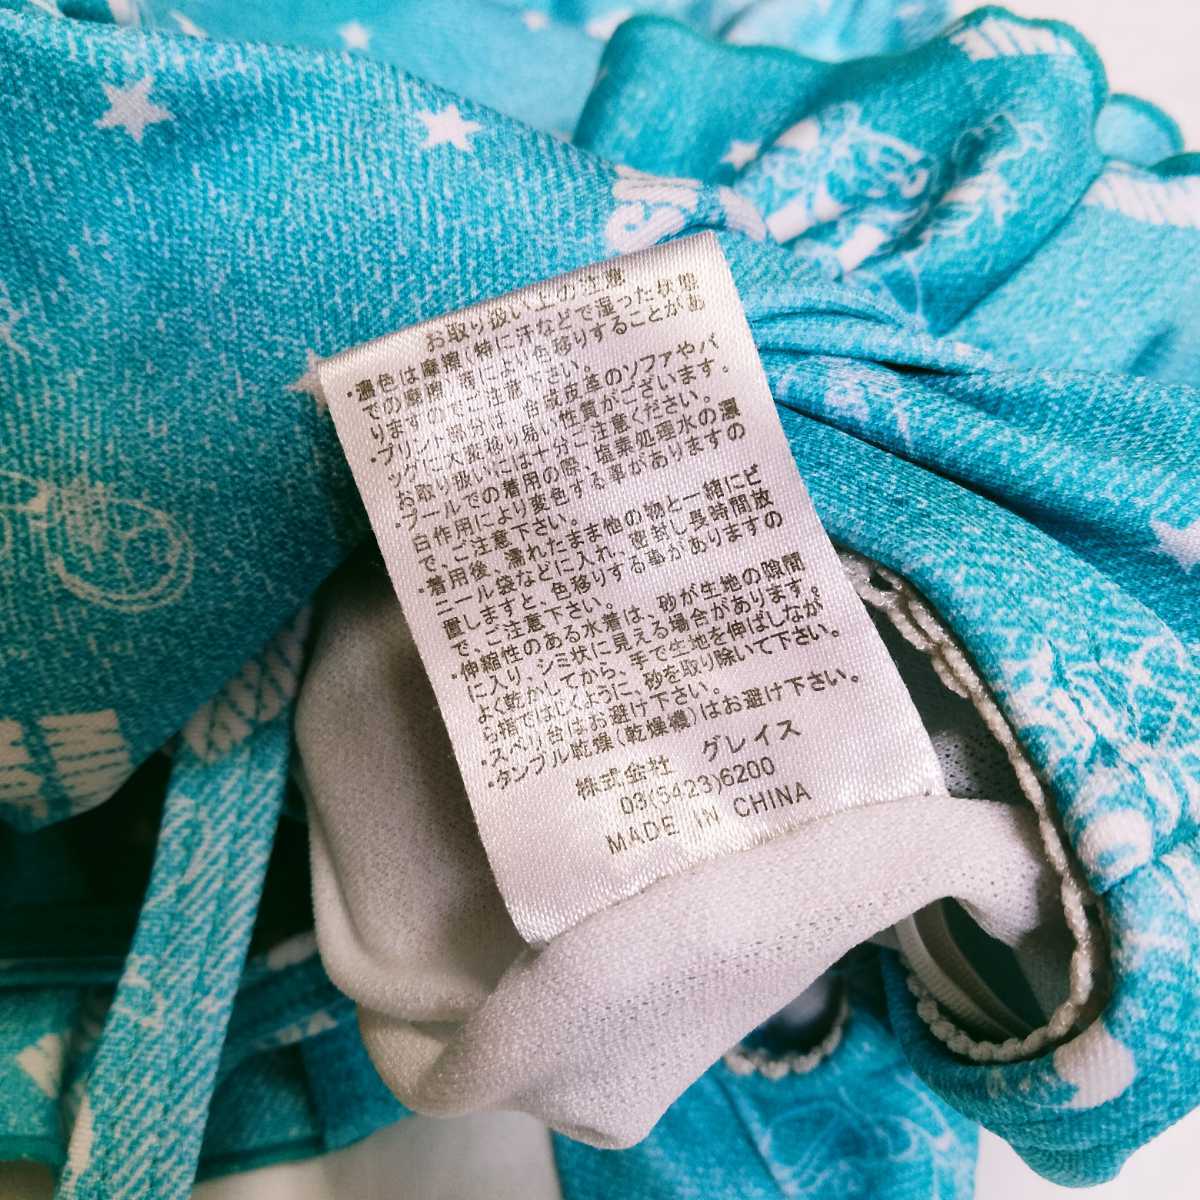 お取り扱い上の注意
・濃色は摩擦(特に汗などで湿った状態
での摩擦)等により色移りすることがあ
りますのでご注意下さい。
・プリント部分は、合成皮革のソファやバ
ッグに大変移り易い性質がございます。
お取り扱いには十分ご注意ください。
・プールでの着用の際、塩素処理水の漂
白作用により変色する事がありますの
で、ご注意下さい。
・着用後、濡れたまま他の物と一緒にビ
ニール袋などに入れ、密封し長時間放
置しますと、色移りする事がありますの
で、ご注意下さい。
・伸縮性のある水着は、砂が生地の隙間
に入り、シミ状に見える場合があります。
よく乾かしてから、手で生地を伸ばしなが
ら指ではじくように、砂を取り除いて下さい。
・スベリ台はお避け下さい。
・タンブル乾燥(乾燥機)はお避け下さい。
株式会社 グレイス
03(5423)6200
MADE IN CHINA